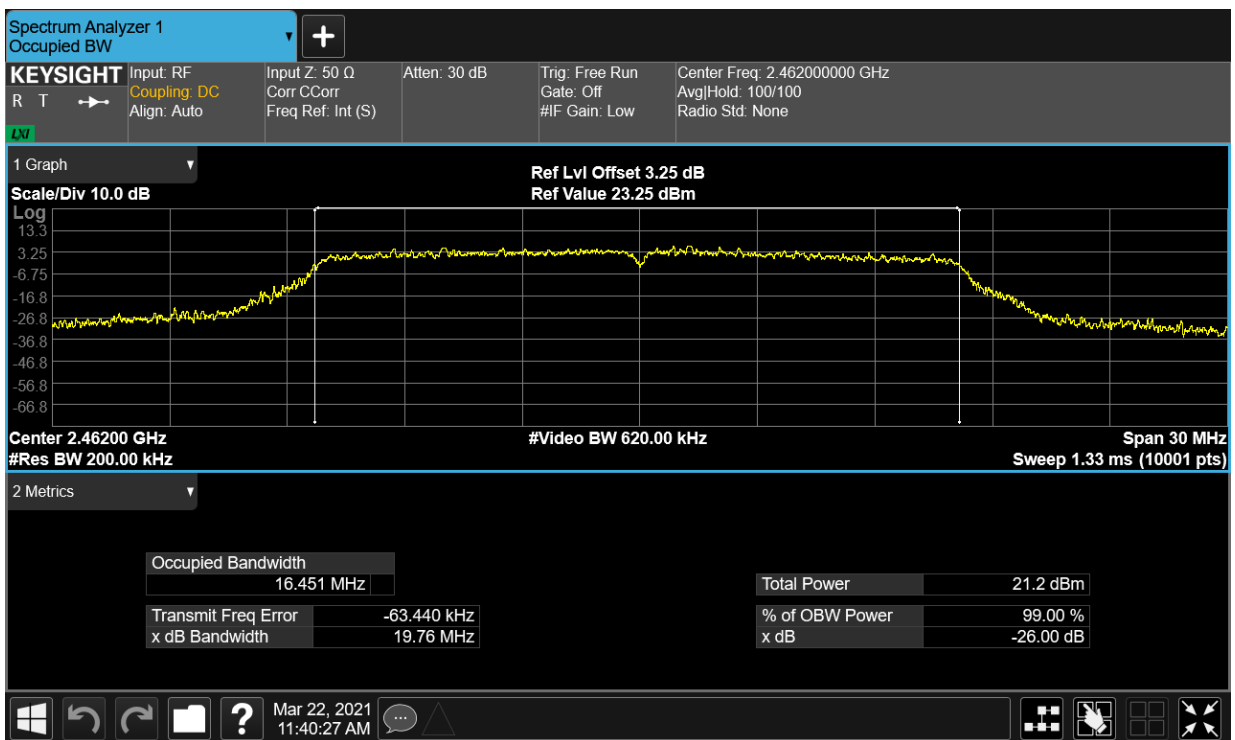 Spectrum Analyzer 1
Occupied BW
KEYSIGHT
R T
LXI
Input: RF
Coupling: DC
Align: Auto
Input Z: 50 Ω
Corr CCorr
Freq Ref: Int (S)
Atten: 30 dB
Trig: Free Run
Gate: Off
#IF Gain: Low
Center Freq: 2.462000000 GHz
Avg|Hold: 100/100
Radio Std: None
1 Graph
Scale/Div 10.0 dB
Ref Lvl Offset 3.25 dB
Ref Value 23.25 dBm
Log
13.3
3.25
-6.75
-16.8
-26.8
-36.8
-46.8
-56.8
-66.8
Center 2.46200 GHz
#Res BW 200.00 kHz
#Video BW 620.00 kHz
Span 30 MHz
Sweep 1.33 ms (10001 pts)
2 Metrics
Occupied Bandwidth
16.451 MHz
Transmit Freq Error -63.440 kHz
x dB Bandwidth 19.76 MHz
Total Power 21.2 dBm
% of OBW Power 99.00 %
x dB -26.00 dB
?
Mar 22, 2021
11:40:27 AM